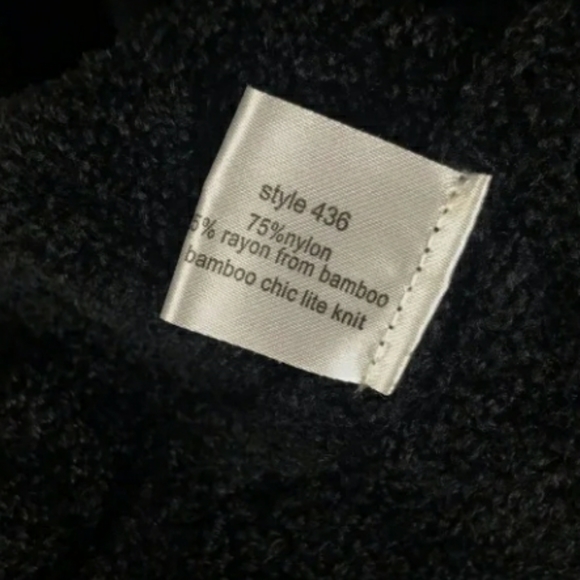 style 436
75%nylon
5% rayon from bamboo
bamboo chic lite knit